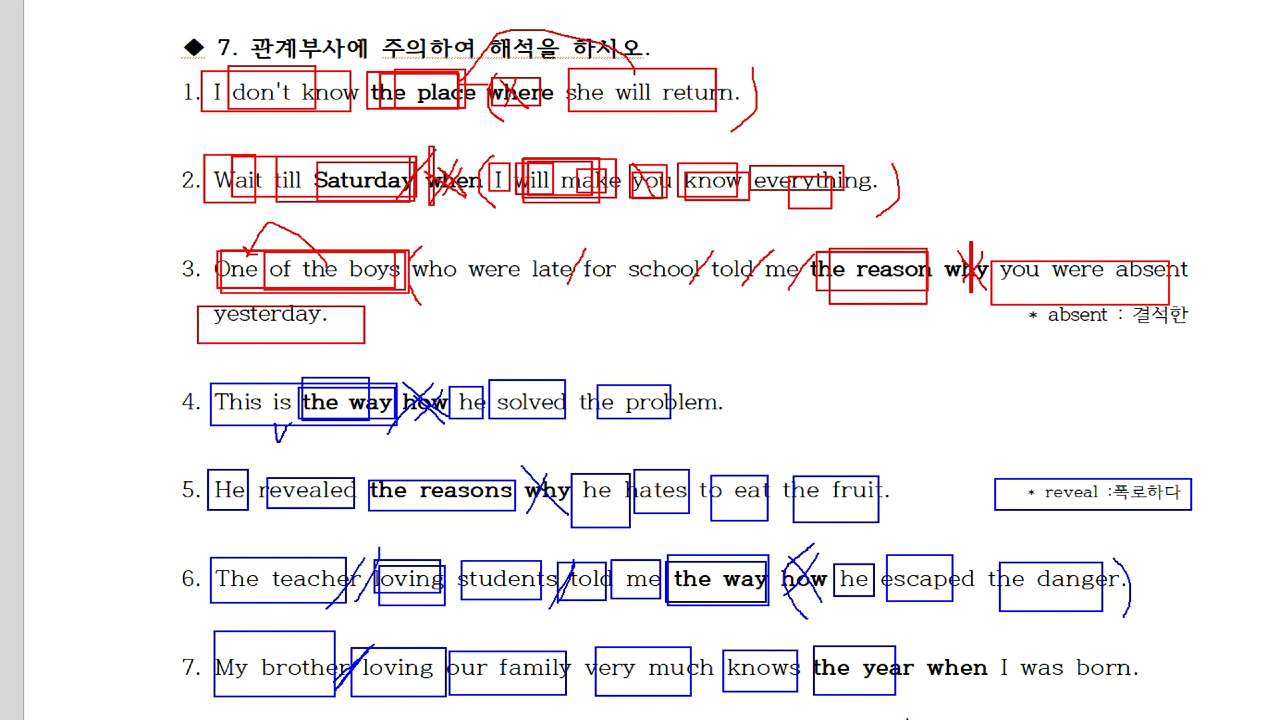 ◆ 7. 관계부사에 주의하여 해석을 하시오.
1. I don't know the place where she will return.
2. Wait till Saturday when I will make you know everything.
3. One of the boys who were late for school told me the reason why you were absent
yesterday. * absent : 결석한
4. This is the way how he solved the problem.
5. He revealed the reasons why he hates to eat the fruit. * reveal :폭로하다
6. The teacher loving students told me the way how he escaped the danger.
7. My brother loving our family very much knows the year when I was born.